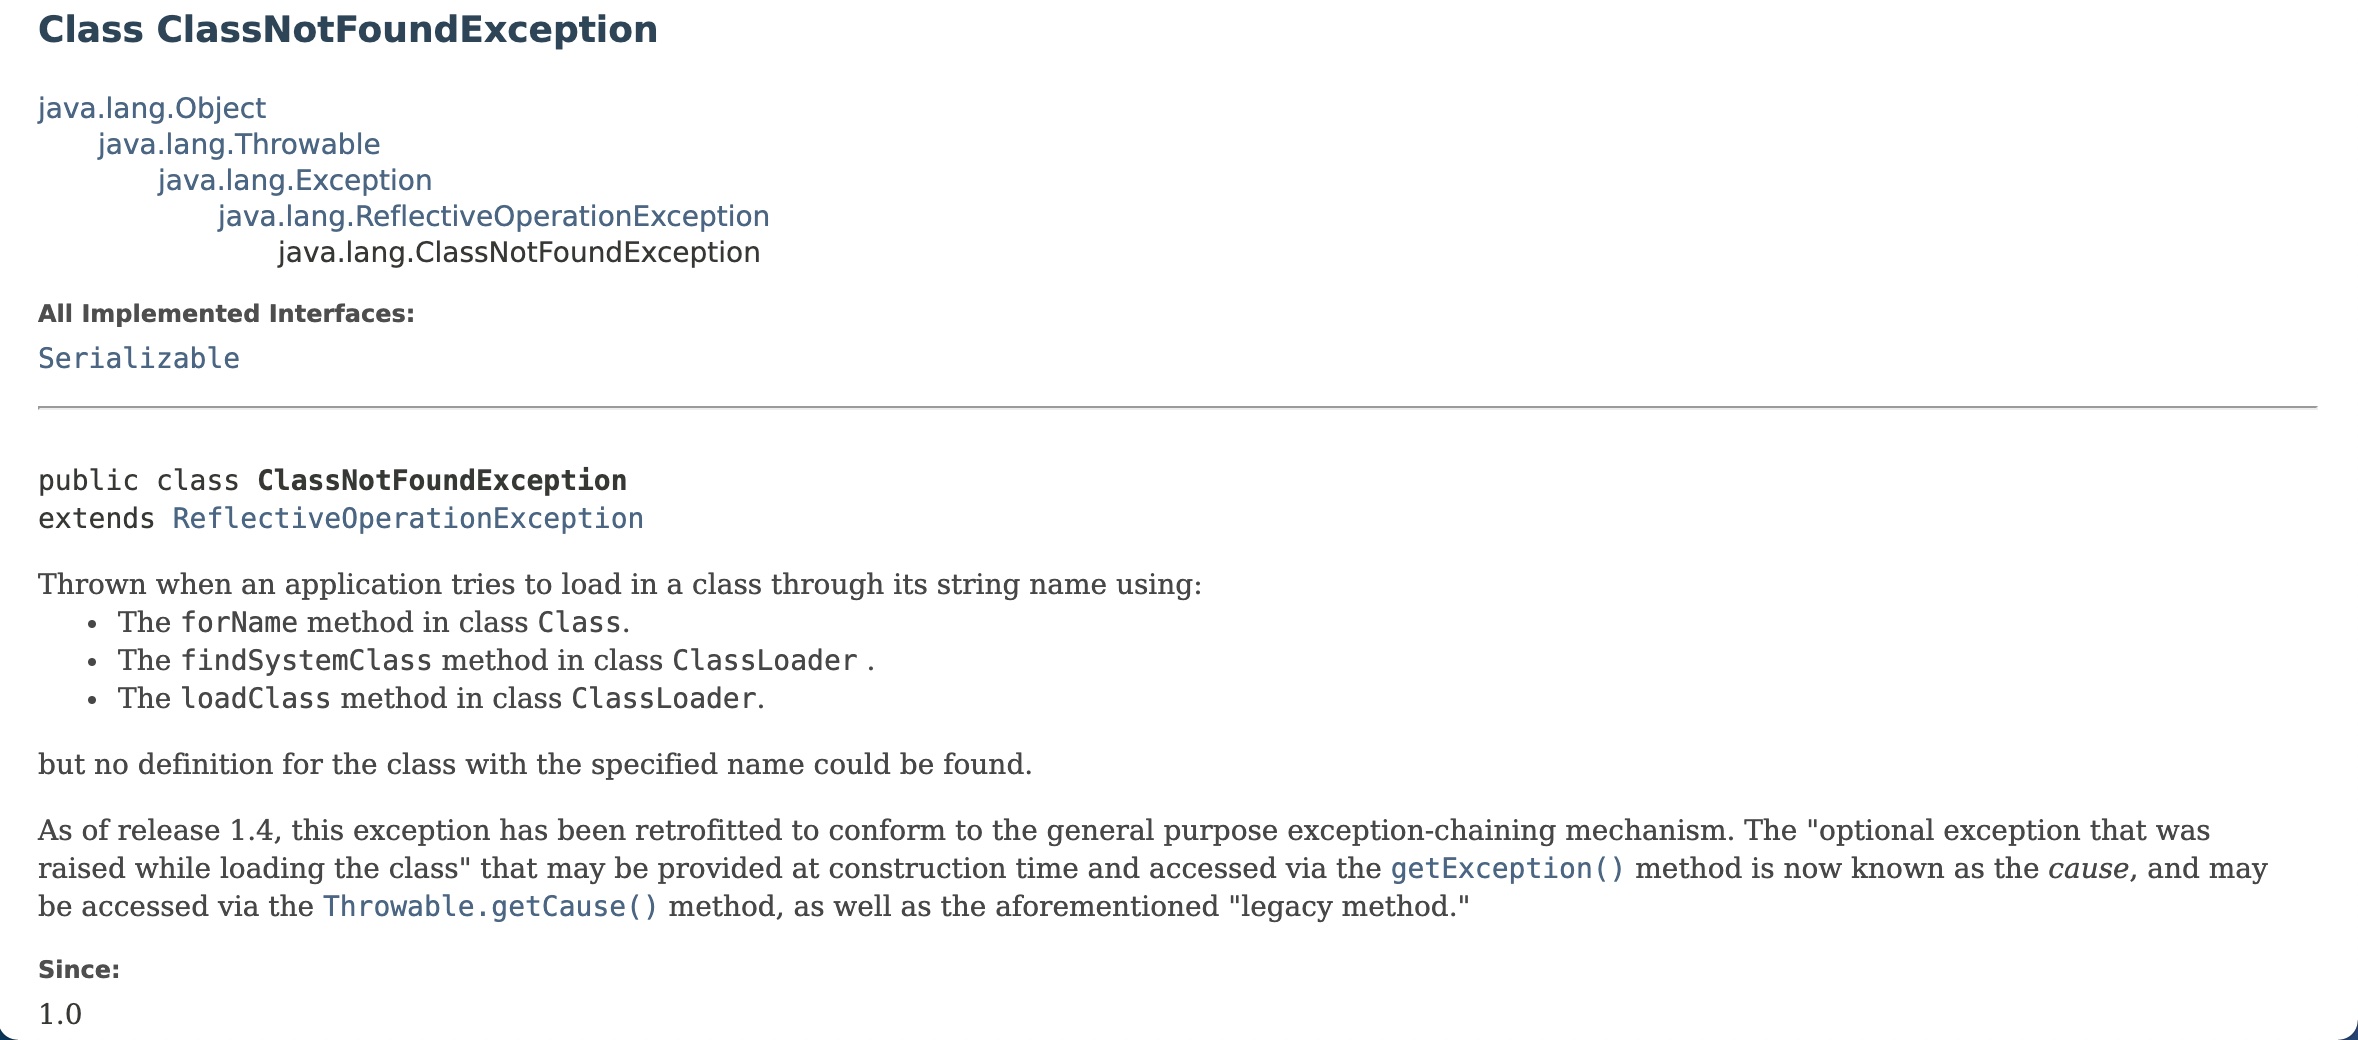 Class ClassNotFoundException
java.lang.Object
java.lang.Throwable
java.lang.Exception
java.lang.ReflectiveOperationException
java.lang.ClassNotFoundException
All Implemented Interfaces:
Serializable
public class ClassNotFoundException
extends ReflectiveOperationException
Thrown when an application tries to load in a class through its string name using:
• The forName method in class Class.
• The findSystemClass method in class ClassLoader .
• The loadClass method in class ClassLoader.
but no definition for the class with the specified name could be found.
As of release 1.4, this exception has been retrofitted to conform to the general purpose exception-chaining mechanism. The "optional exception that was
raised while loading the class" that may be provided at construction time and accessed via the getException() method is now known as the cause, and may
be accessed via the Throwable.getCause() method, as well as the aforementioned "legacy method."
Since:
1.0